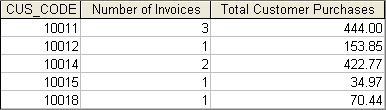 CUS_CODE Number of Invoices Total Customer Purchases
10011 3 444.00
10012 1 153.85
10014 2 422.77
10015 1 34.97
10018 1 70.44